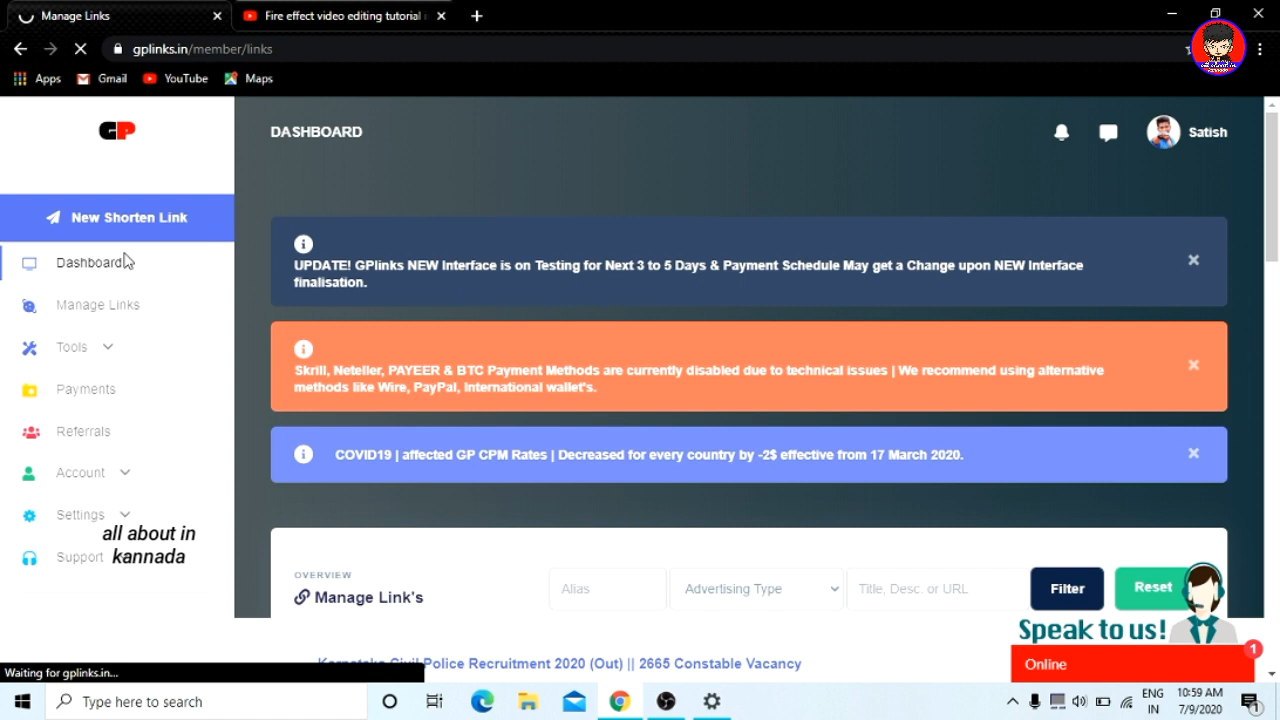 Manage Links
Fire effect video editing tutorial i
gplinks.in/member/links
Apps
Gmail
YouTube
Maps
GP
DASHBOARD
Satish
New Shorten Link
Dashboard
Manage Links
Tools
Payments
Referrals
Account
Settings
Support
all about in
kannada
UPDATE! GPlinks NEW Interface is on Testing for Next 3 to 5 Days & Payment Schedule May get a Change upon NEW Interface
finalisation.
Skrill, Neteller, PAYEER & BTC Payment Methods are currently disabled due to technical issues | We recommend using alternative
methods like Wire, PayPal, International wallet's.
COVID19 | affected GP CPM Rates | Decreased for every country by -2$ effective from 17 March 2020.
OVERVIEW
Manage Link's
Alias
Advertising Type
Title, Desc. or URL
Filter
Reset
Speak to us!
Online
1
Karnataka Civil Police Recruitment 2020 (Out) || 2665 Constable Vacancy
Waiting for gplinks.in...
Type here to search
ENG
IN
10:59 AM
7/9/2020
1